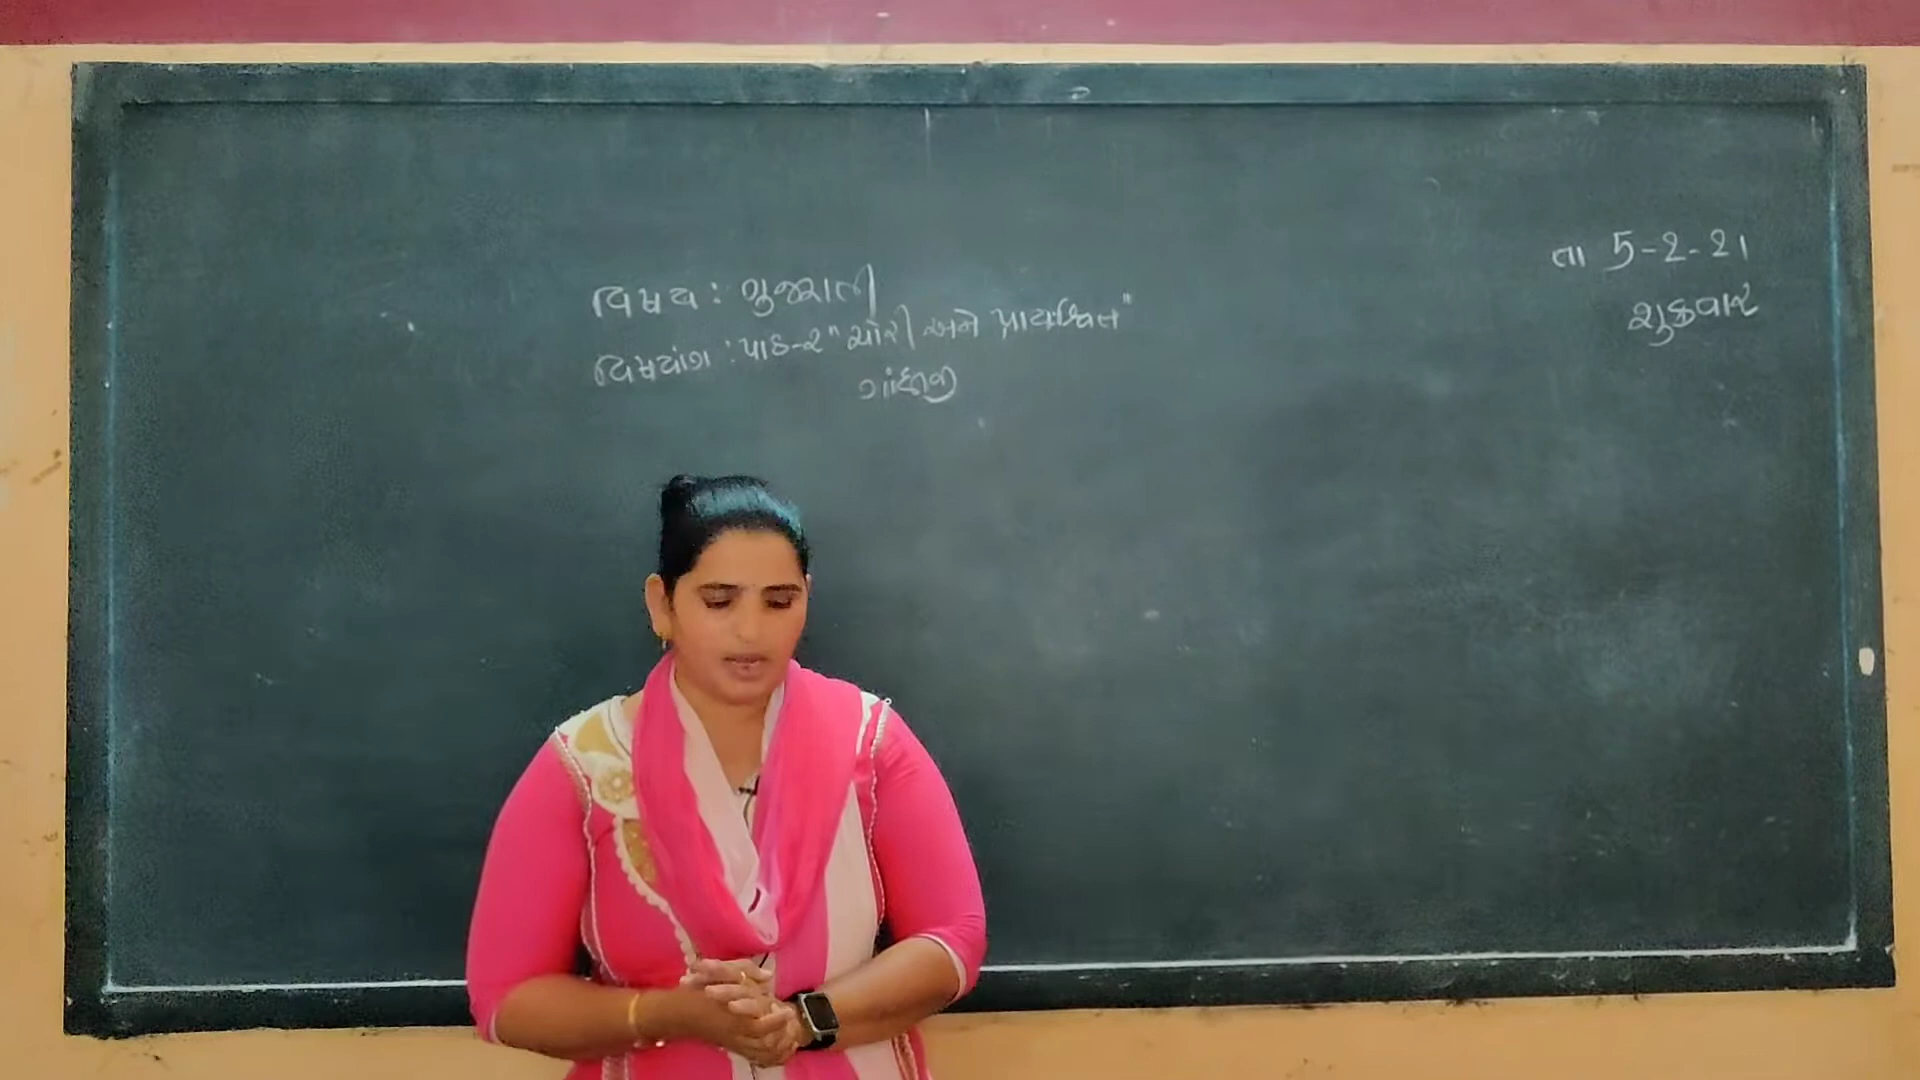 વિષય : ગુજરાતી
વિષયાંગ : પાઠ-૨ "ચોરી અને પ્રાયશ્ચિત"
ગાંધીજી
તા 5-2-21
શુક્રવાર